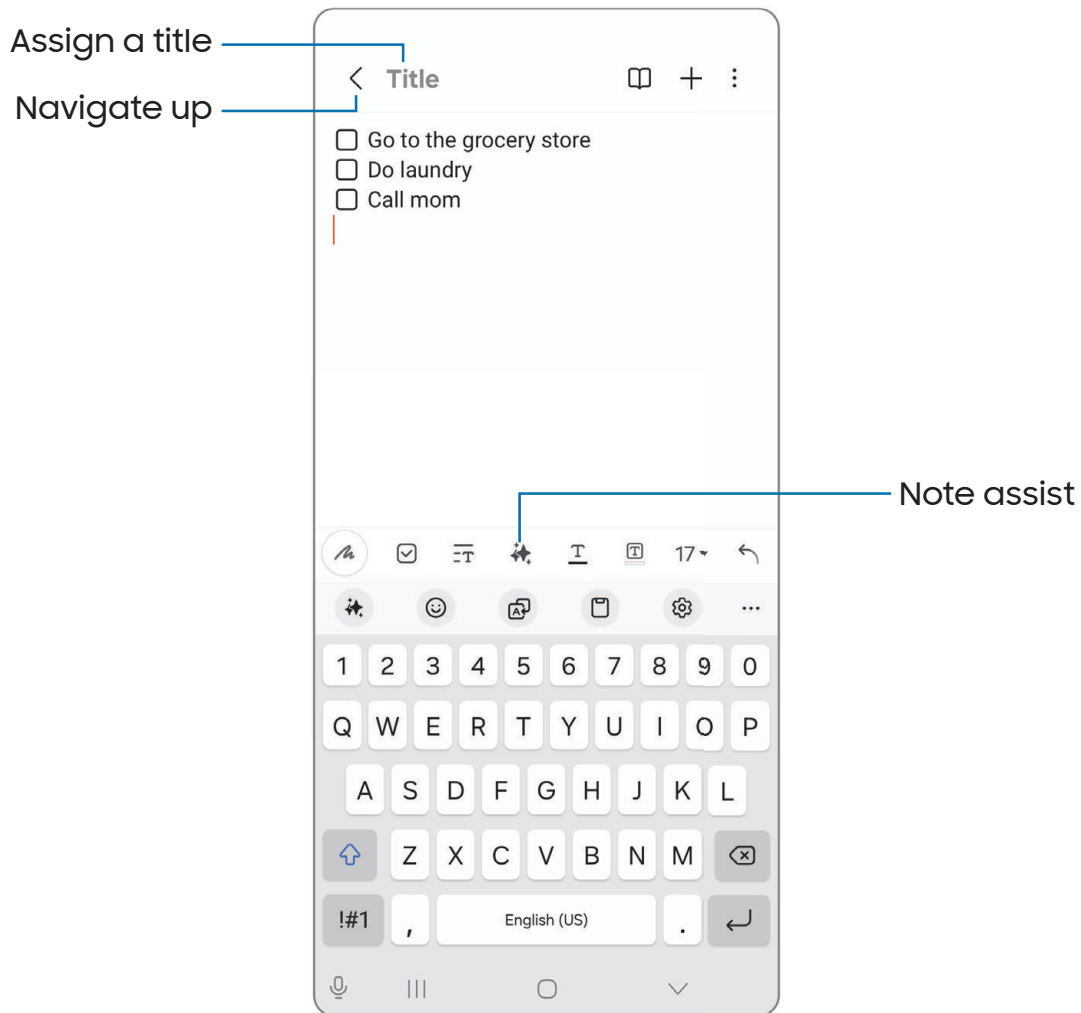 Assign a title
Title
Navigate up
Go to the grocery store
Do laundry
Call mom
Note assist
T T 17
A
1 2 3 4 5 6 7 8 9 0
Q W E R T Y U I O P
A S D F G H J K L
Z X C V B N M
!#1 , English (US) .